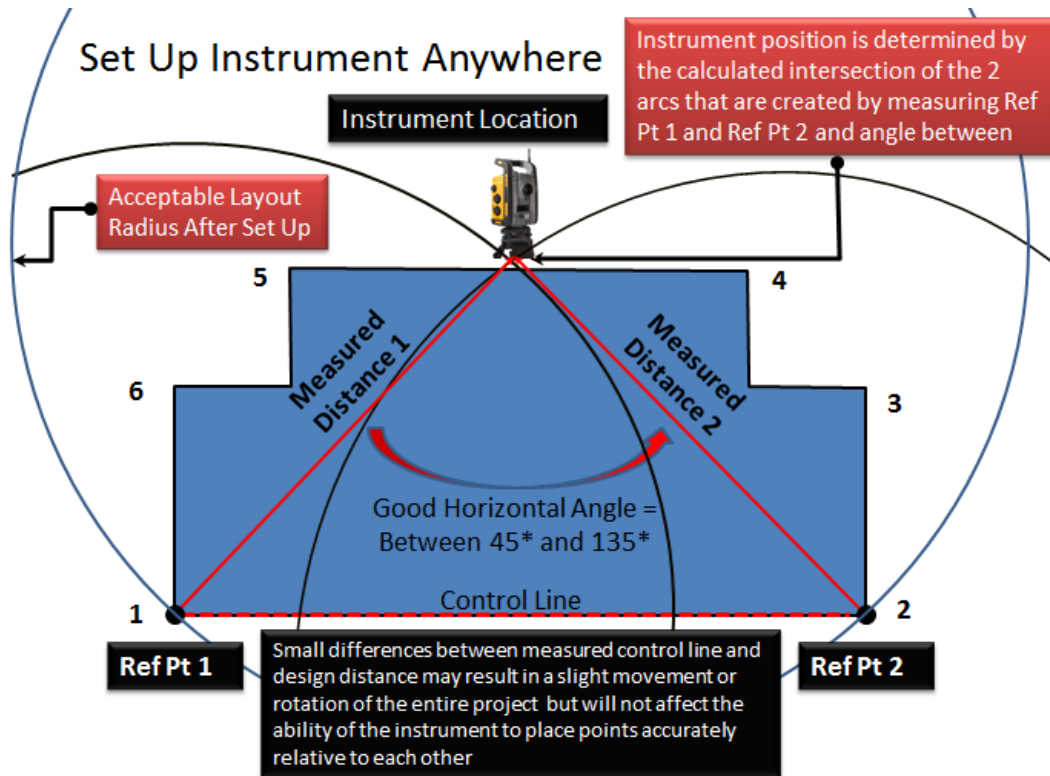 Set Up Instrument Anywhere
Instrument position is determined by
the calculated intersection of the 2
arcs that are created by measuring Ref
Pt 1 and Ref Pt 2 and angle between
Instrument Location
Acceptable Layout
Radius After Set Up
5
4
Measured
Distance 1
Measured
Distance 2
6
3
Good Horizontal Angle =
Between 45* and 135*
Control Line
1
2
Ref Pt 1
Ref Pt 2
Small differences between measured control line and
design distance may result in a slight movement or
rotation of the entire project but will not affect the
ability of the instrument to place points accurately
relative to each other